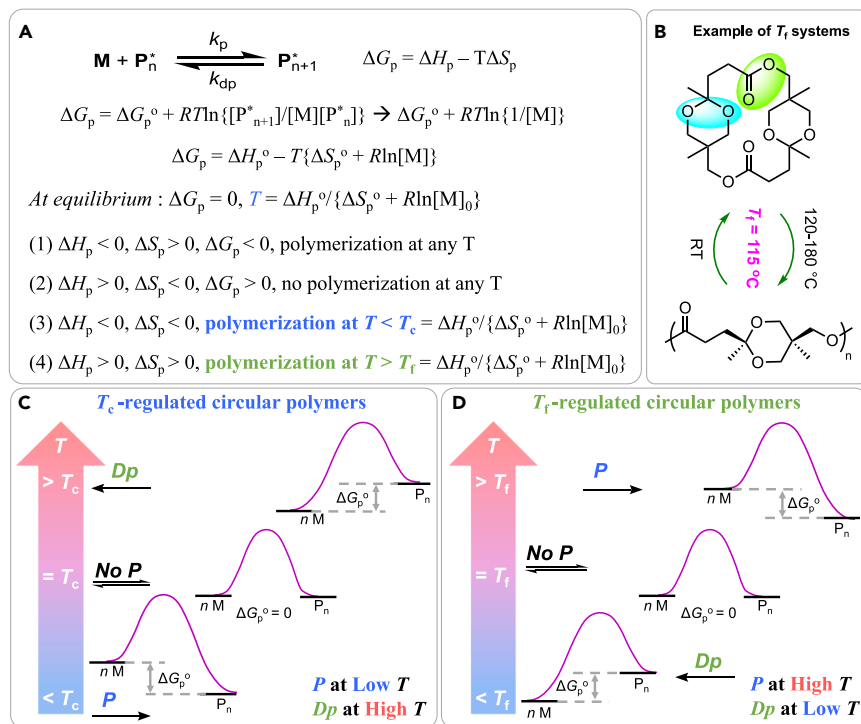 A
M + P*n ⇌ P*n+1
kp
kdp
ΔGp = ΔHp – TΔSp
ΔGp = ΔGp° + RTln{[P*n+1]/[M][P*n]} → ΔGp° + RTln{1/[M]}
ΔGp = ΔHp° – T{ΔSp° + Rln[M]}
At equilibrium : ΔGp = 0, T = ΔHp°/{ΔSp° + Rln[M]0}
(1) ΔHp < 0, ΔSp > 0, ΔGp < 0, polymerization at any T
(2) ΔHp > 0, ΔSp < 0, ΔGp > 0, no polymerization at any T
(3) ΔHp < 0, ΔSp < 0, polymerization at T < Tc = ΔHp°/{ΔSp° + Rln[M]0}
(4) ΔHp > 0, ΔSp > 0, polymerization at T > Tf = ΔHp°/{ΔSp° + Rln[M]0}
B
Example of Tf systems
O
O
O
O
O
O
O
O
RT
Tf = 115 °C
120-180 °C
O
O
O
O
n
C
Tc-regulated circular polymers
T
> Tc
Dp
ΔGp°
n M
Pn
= Tc
No P
n M
Pn
ΔGp° = 0
n M
ΔGp°
Pn
< Tc
P
P at Low T
Dp at High T
D
Tf-regulated circular polymers
T
> Tf
P
n M
ΔGp°
Pn
= Tf
No P
n M
Pn
ΔGp° = 0
Pn
Dp
ΔGp°
< Tf
n M
P at High T
Dp at Low T